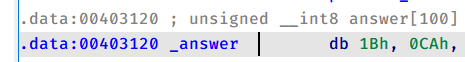 .data:00403120 ; unsigned __int8 answer[100]
.data:00403120 _answer db 1Bh, 0CAh,